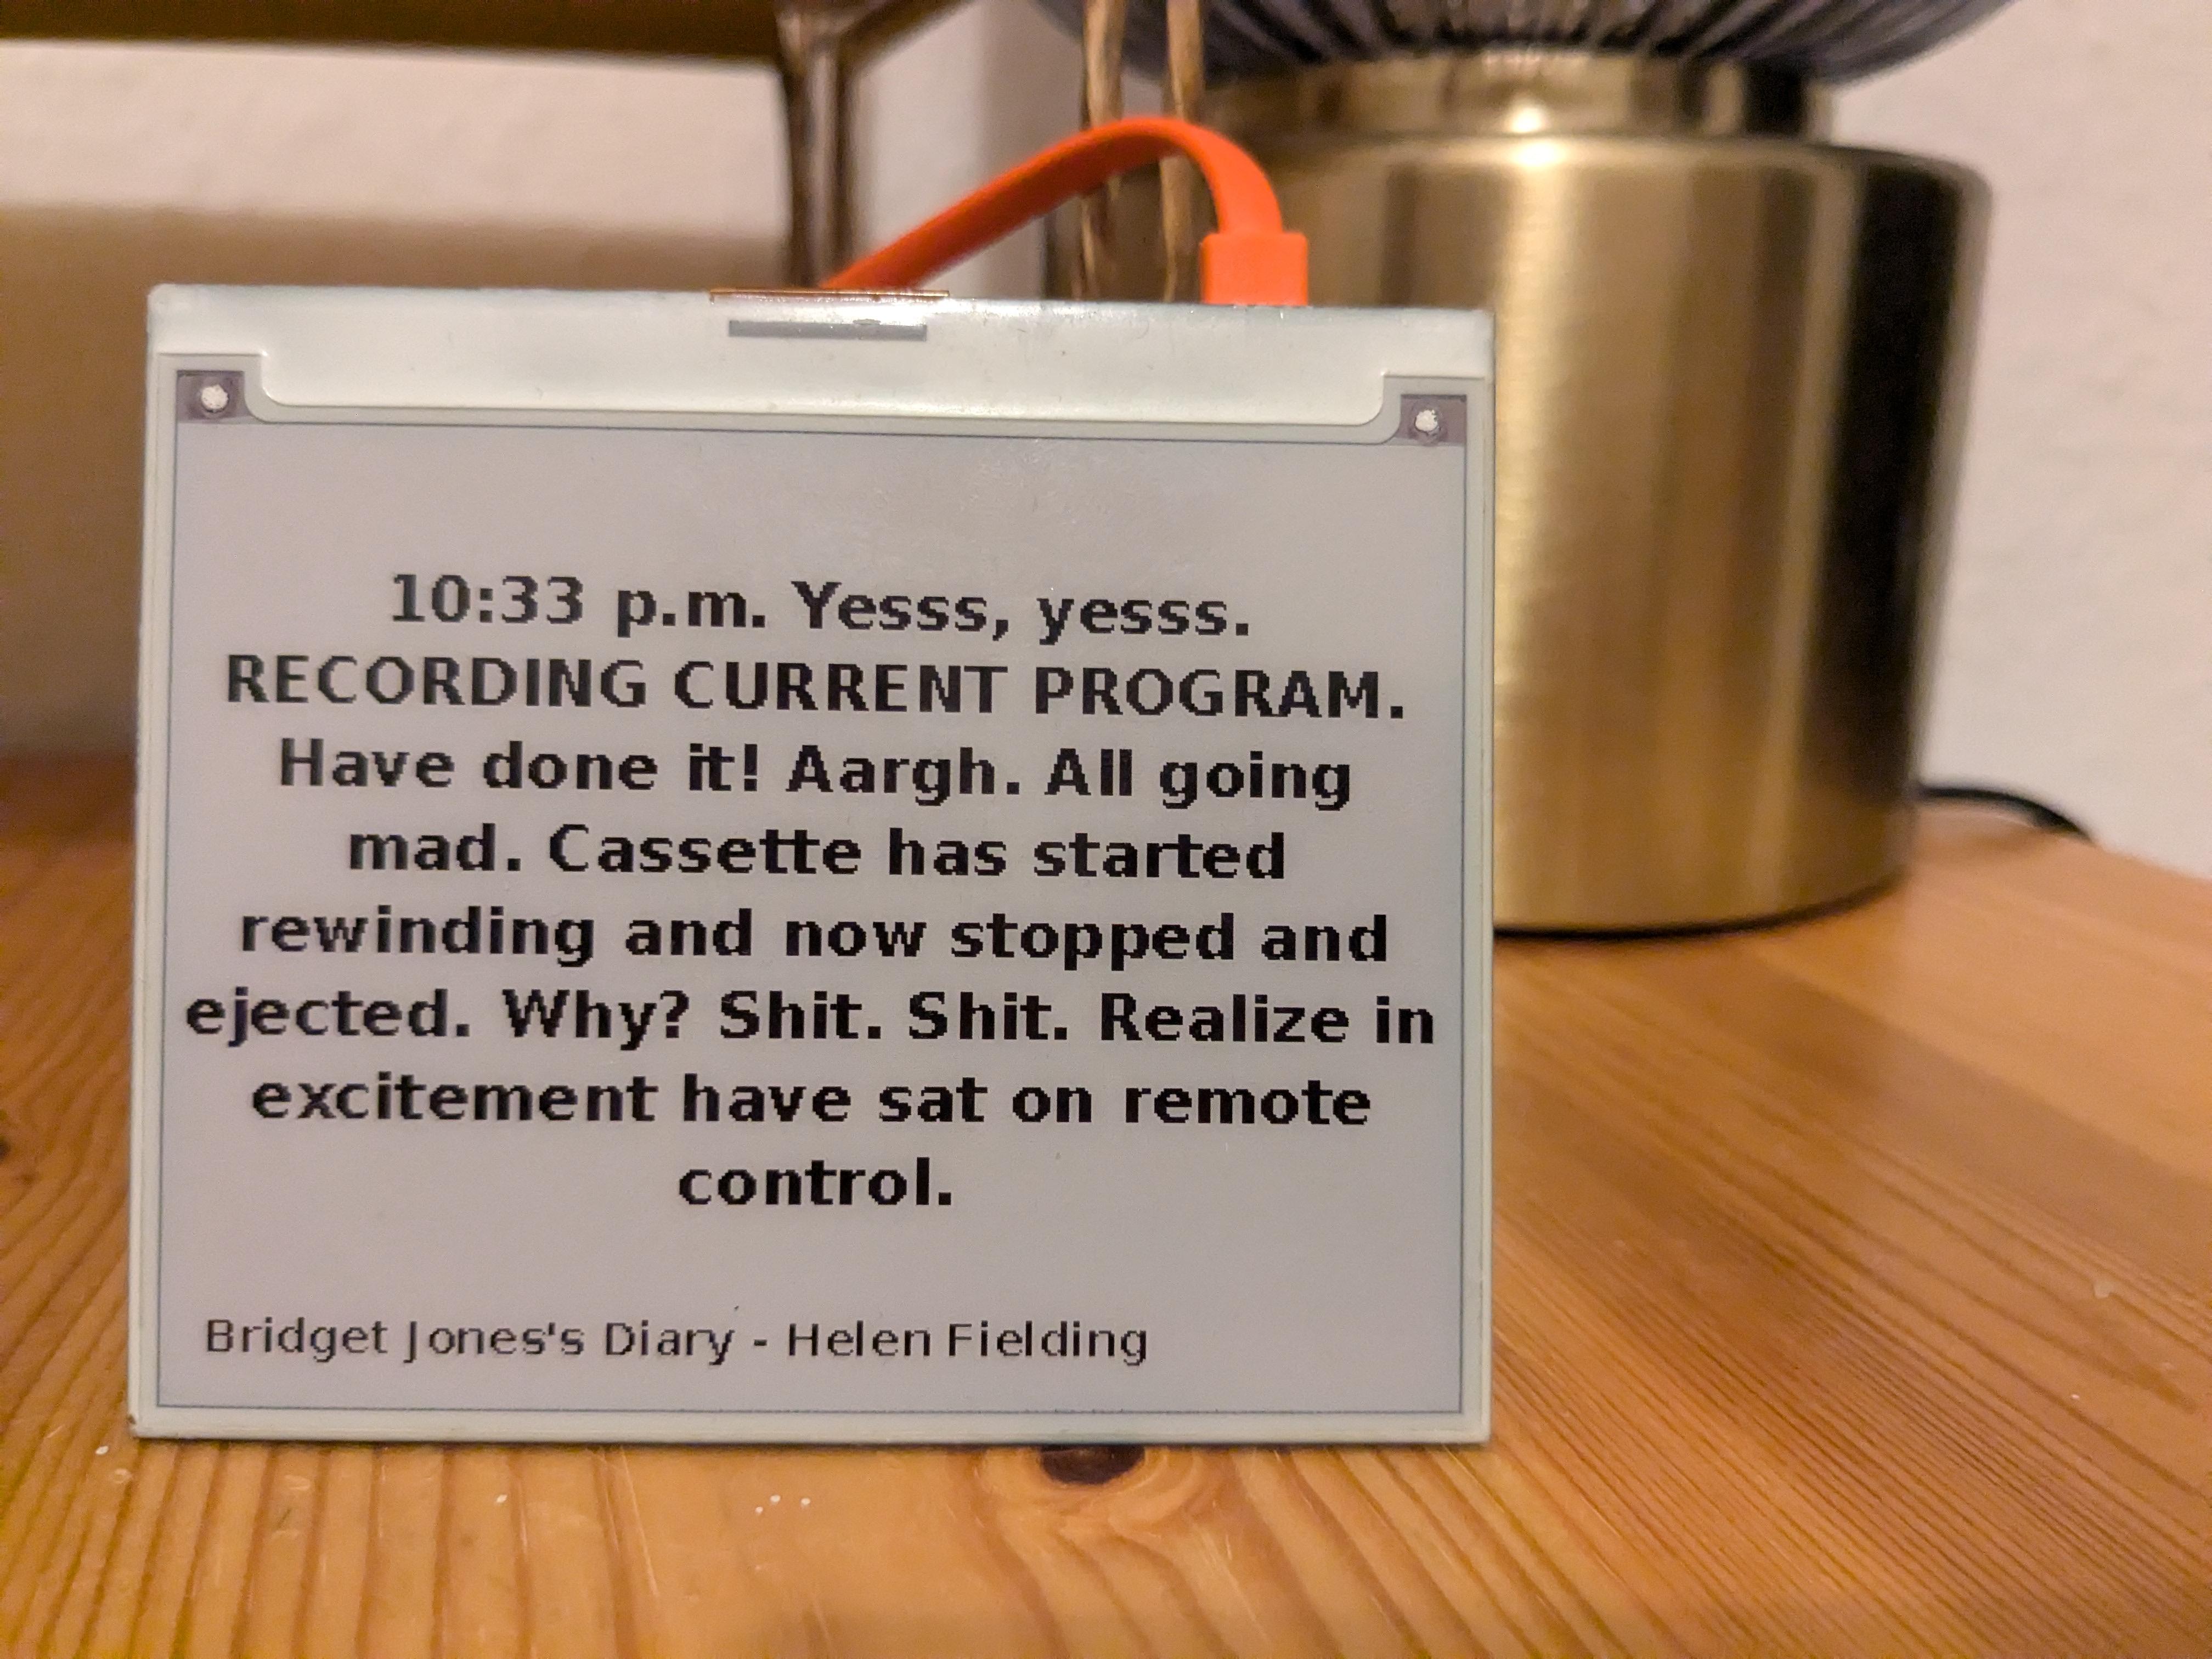 10:33 p.m. Yesss, yesss.
RECORDING CURRENT PROGRAM.
Have done it! Aargh. All going
mad. Cassette has started
rewinding and now stopped and
ejected. Why? Shit. Shit. Realize in
excitement have sat on remote
control.
Bridget Jones's Diary - Helen Fielding